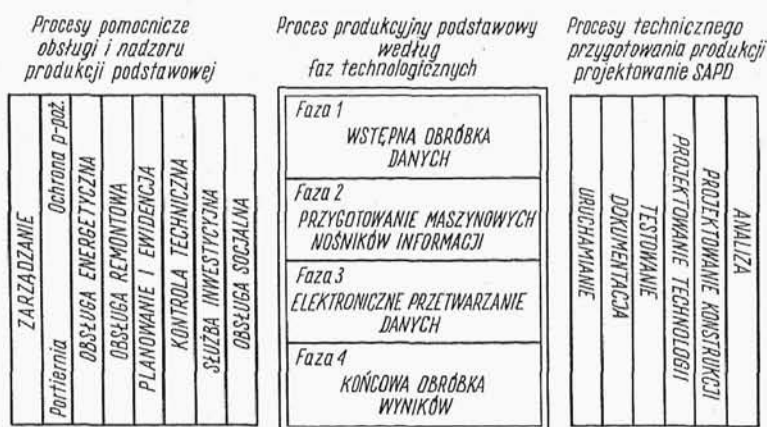 Procesy pomocnicze
obsługi i nadzoru
produkcji podstawowej
ZARZĄDZANIE
Portiernia Ochrona p-poż.
OBSŁUGA ENERGETYCZNA
OBSŁUGA REMONTOWA
PLANOWANIE I EWIDENCJA
KONTROLA TECHNICZNA
SŁUŻBA INWESTYCYJNA
OBSŁUGA SOCJALNA
Proces produkcyjny podstawowy
według
faz technologicznych
Faza 1
WSTĘPNA OBRÓBKA
DANYCH
Faza 2
PRZYGOTOWANIE MASZYNOWYCH
NOŚNIKÓW INFORMACJI
Faza 3
ELEKTRONICZNE PRZETWARZANIE
DANYCH
Faza 4
KOŃCOWA OBRÓBKA
WYNIKÓW
Procesy technicznego
przygotowania produkcji
projektowanie SAPD
URUCHAMIANIE
DOKUMENTACJA
TESTOWANIE
PROJEKTOWANIE TECHNOLOGII
PROJEKTOWANIE KONSTRUKCJI
ANALIZA